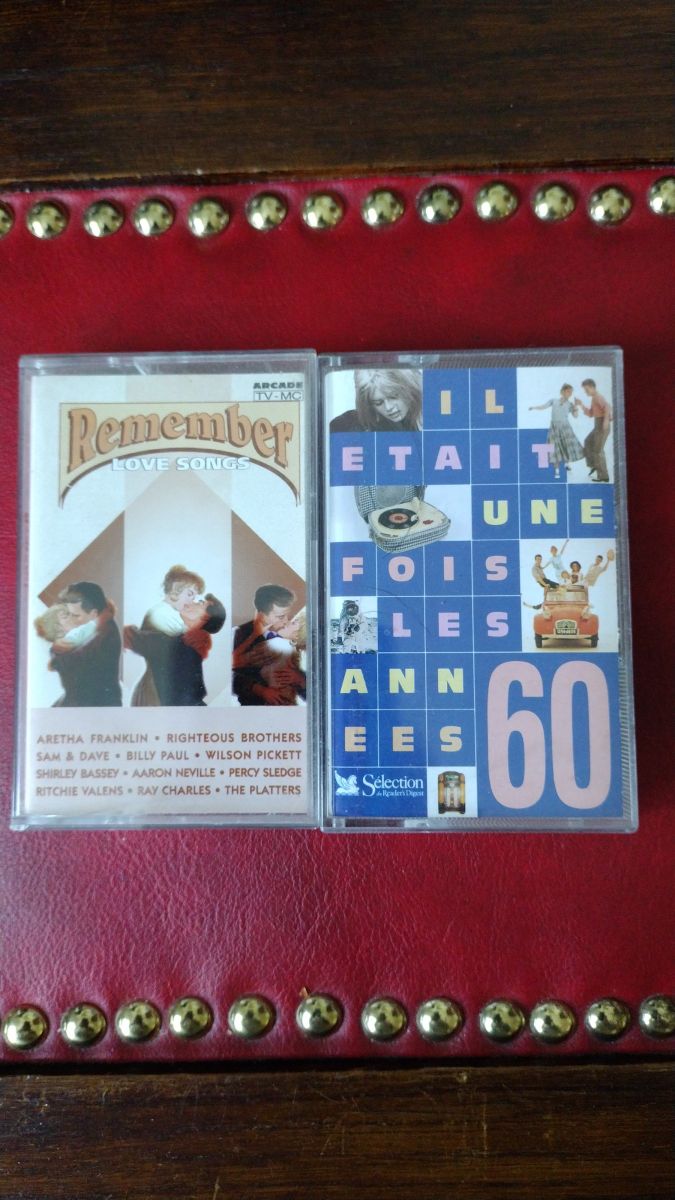 ARCADE
TV-MC
Remember
LOVE SONGS
ARETHA FRANKLIN • RIGHTEOUS BROTHERS
SAM & DAVE • BILLY PAUL • WILSON PICKETT
SHIRLEY BASSEY • AARON NEVILLE • PERCY SLEDGE
RITCHIE VALENS • RAY CHARLES • THE PLATTERS
IL
ETAIT
UNE
FOIS
LES
ANN
EES
60
Sélection
du Reader's Digest